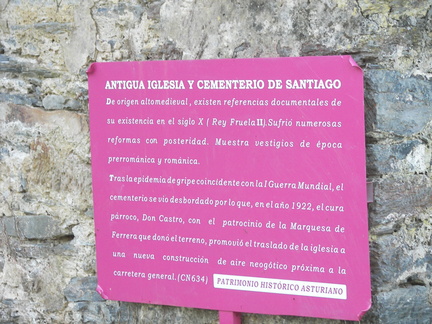 ANTIGUA IGLESIA Y CEMENTERIO DE SANTIAGO
De origen altomedieval, existen referencias documentales de
su existencia en el siglo X ( Rey Fruela II). Sufrió numerosas
reformas con posteridad. Muestra vestigios de época
prerrománica y románica.
Tras la epidemia de gripe coincidente con la I Guerra Mundial, el
cementerio se vio desbordado por lo que, en el año 1922, el cura
párroco, Don Castro, con el patrocinio de la Marquesa de
Ferrera que donó el terreno, promovió el traslado de la iglesia a
una nueva construcción de aire neogótico próxima a la
carretera general. (CN634)
PATRIMONIO HISTÓRICO ASTURIANO